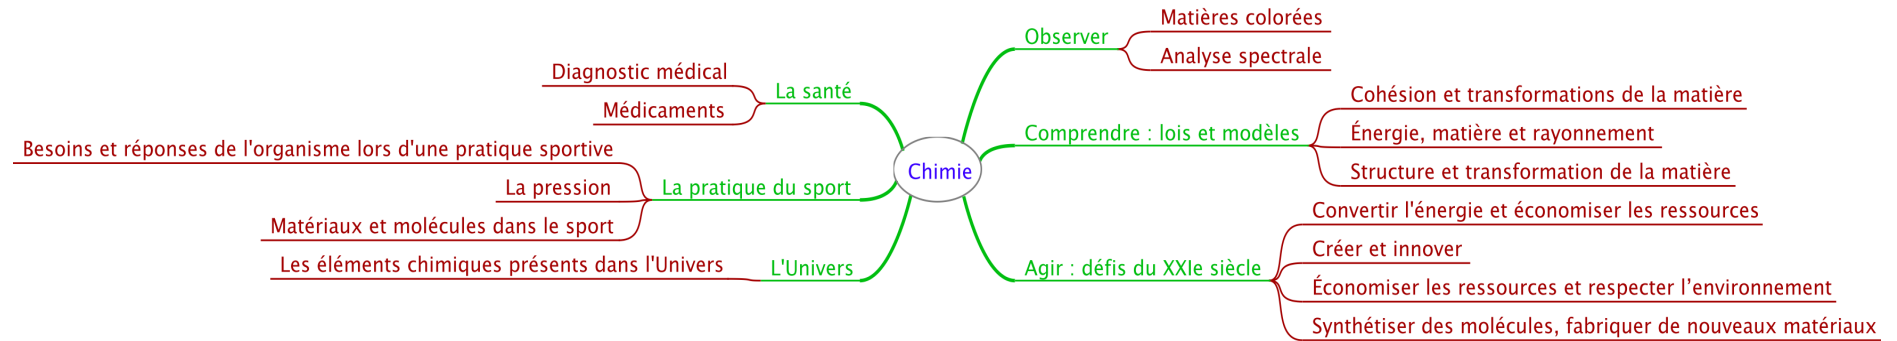 Chimie
La santé
Diagnostic médical
Médicaments
La pratique du sport
Besoins et réponses de l'organisme lors d'une pratique sportive
La pression
Matériaux et molécules dans le sport
L'Univers
Les éléments chimiques présents dans l'Univers
Observer
Matières colorées
Analyse spectrale
Comprendre : lois et modèles
Cohésion et transformations de la matière
Énergie, matière et rayonnement
Structure et transformation de la matière
Agir : défis du XXIe siècle
Convertir l'énergie et économiser les ressources
Créer et innover
Économiser les ressources et respecter l’environnement
Synthétiser des molécules, fabriquer de nouveaux matériaux